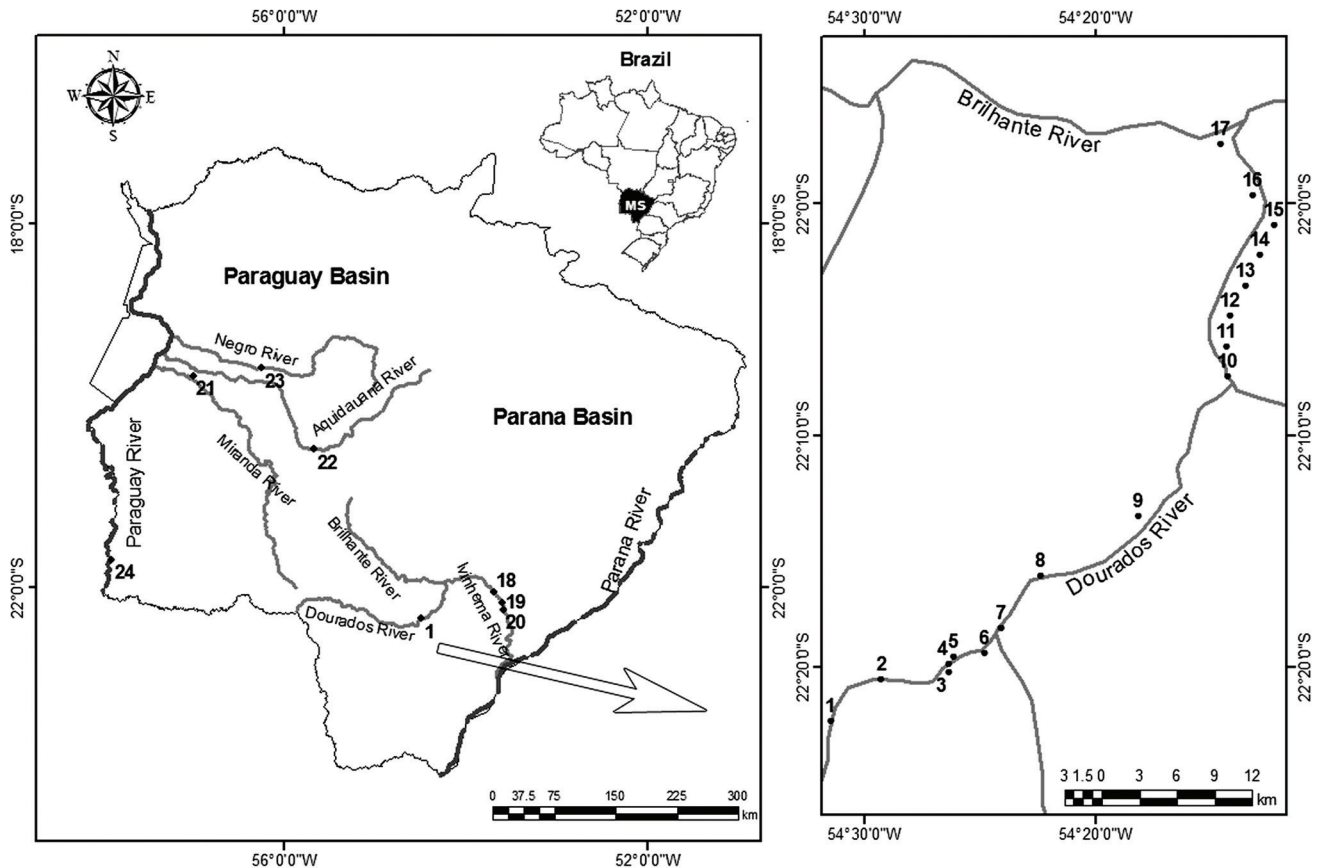 56°0'0"W
52°0'0"W
54°30'0"W
54°20'0"W
N
W
E
S
Brazil
MS
18°0'0"S
18°0'0"S
Paraguay Basin
Negro River
23
21
Aquidauana River
22
Miranda River
Parana Basin
Paraguay River
24
Brilhante River
Dourados River
1
Ivinhema River
18
19
20
Parana River
22°0'0"S
22°0'0"S
0 37.5 75 150 225 300
km
56°0'0"W
52°0'0"W
Brilhante River
17
16
15
14
13
12
11
10
9
8
Dourados River
7
6
5
4
3
2
1
22°0'0"S
22°0'0"S
22°10'0"S
22°10'0"S
22°20'0"S
22°20'0"S
3 1.5 0 3 6 9 12
km
54°30'0"W
54°20'0"W